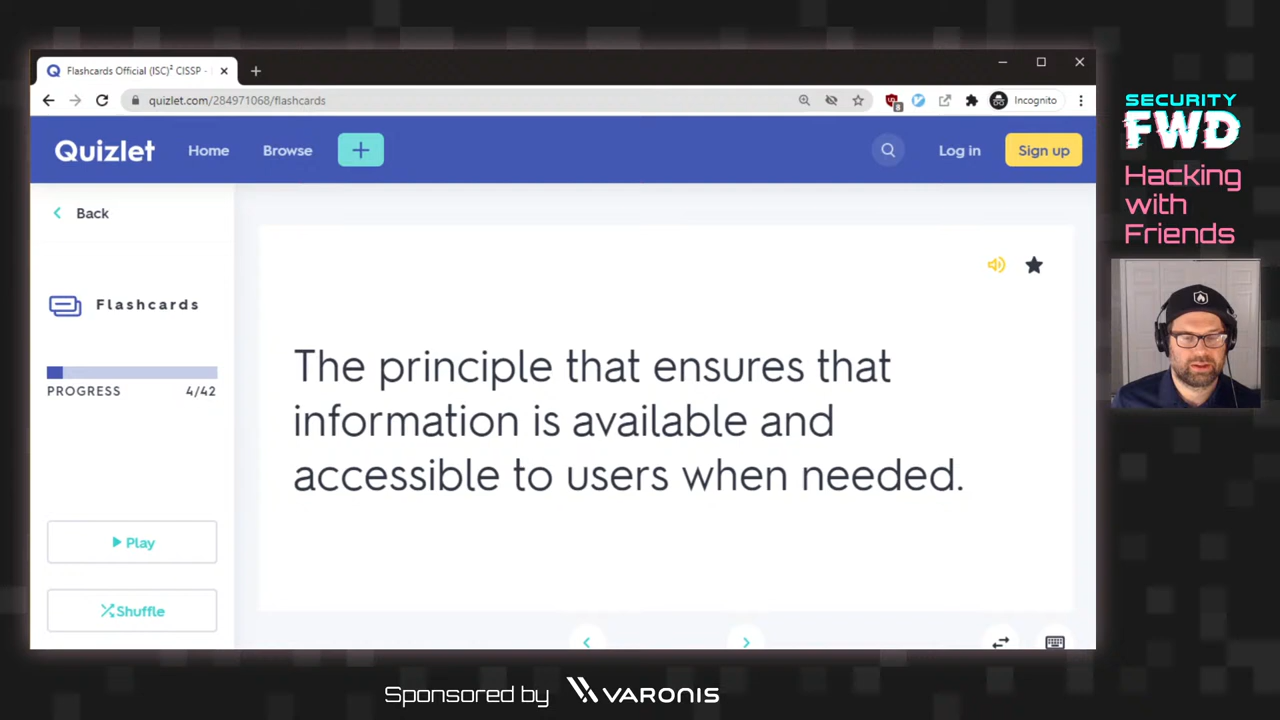 Flashcards Official (ISC)² CISSP -
quizlet.com/284971068/flashcards
Incognito
Quizlet
Home
Browse
Log in
Sign up
Back
Flashcards
PROGRESS 4/42
Play
Shuffle
The principle that ensures that
information is available and
accessible to users when needed.
SECURITY
FWD
Hacking
with
Friends
Sponsored by VARONIS